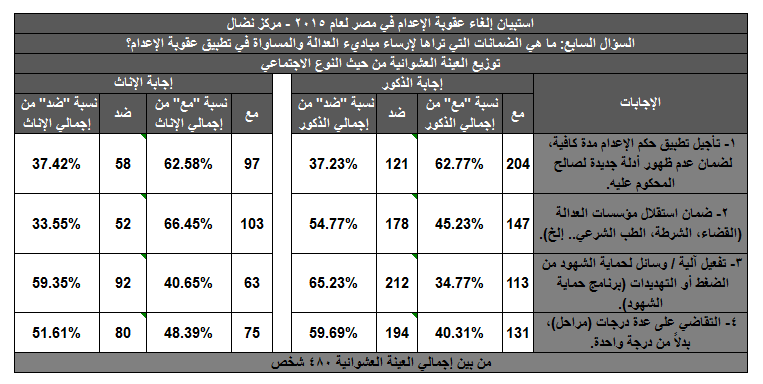 استبيان إلغاء عقوبة الإعدام في مصر لعام ٢٠١٥ - مركز نضال
السؤال السابع: ما هي الضمانات التي تراها لإرساء مباديء العدالة والمساواة في تطبيق عقوبة الإعدام؟
توزيع العينة العشوائية من حيث النوع الاجتماعي
الإجابات
إجابة الذكور
إجابة الإناث
مع
نسبة "مع" من
إجمالي الذكور
ضد
نسبة "ضد" من
إجمالي الذكور
مع
نسبة "مع" من
إجمالي الإناث
ضد
نسبة "ضد" من
إجمالي الإناث
١- تأجيل تطبيق حكم الإعدام مدة كافية،
لضمان عدم ظهور أدلة جديدة لصالح
المحكوم عليه.
204 62.77% 121 37.23% 97 62.58% 58 37.42%
٢- ضمان استقلال مؤسسات العدالة
(القضاء، الشرطة، الطب الشرعي.. إلخ).
147 45.23% 178 54.77% 103 66.45% 52 33.55%
٣- تفعيل آلية / وسائل لحماية الشهود من
الضغط أو التهديدات (برنامج حماية
الشهود).
113 34.77% 212 65.23% 63 40.65% 92 59.35%
٤- التقاضي على عدة درجات (مراحل)،
بدلاً من درجة واحدة.
131 40.31% 194 59.69% 75 48.39% 80 51.61%
من بين إجمالي العينة العشوائية ٤٨٠ شخص